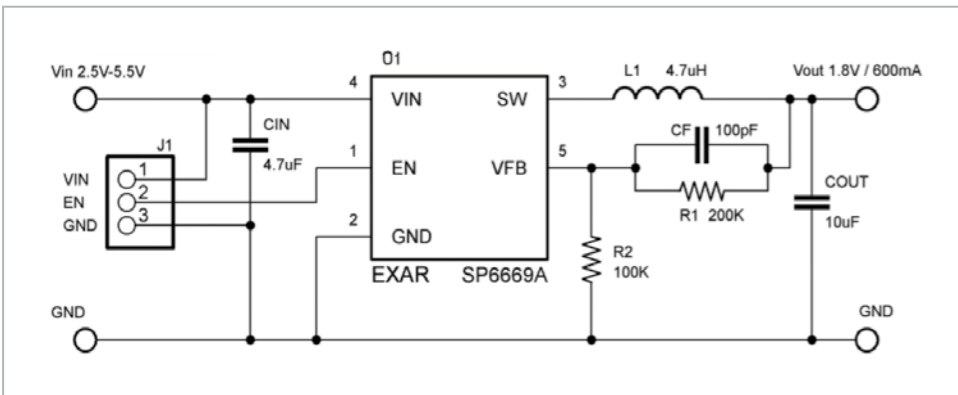 O1
Vin 2.5V-5.5V
L1 4.7uH
Vout 1.8V / 600mA
4
3
VIN
SW
CIN
CF 100pF
J1
4.7uF
1
5
VIN
1
EN
VFB
EN
2
COUT
GND
3
2
R1 200K
10uF
GND
R2
EXAR SP6669A
100K
GND
GND